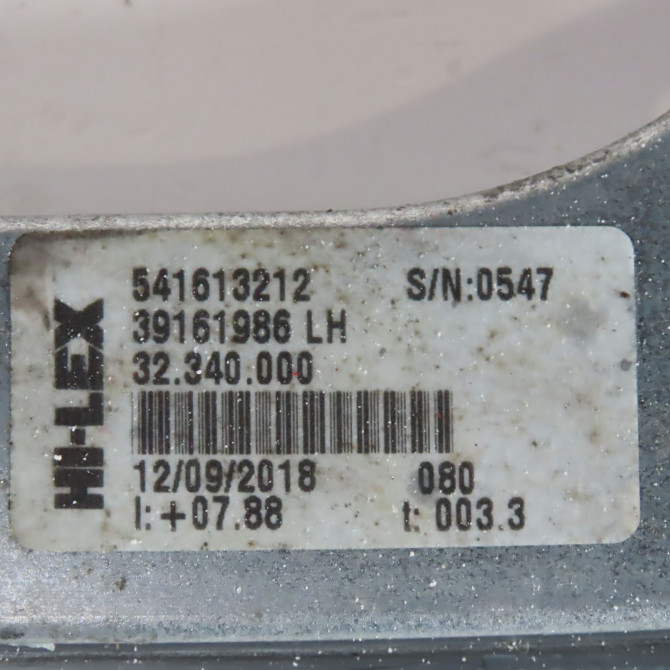 HI-LEX
541613212 S/N:0547
39161986 LH
32.340.000
12/09/2018 080
I: +07.88 t: 003.3